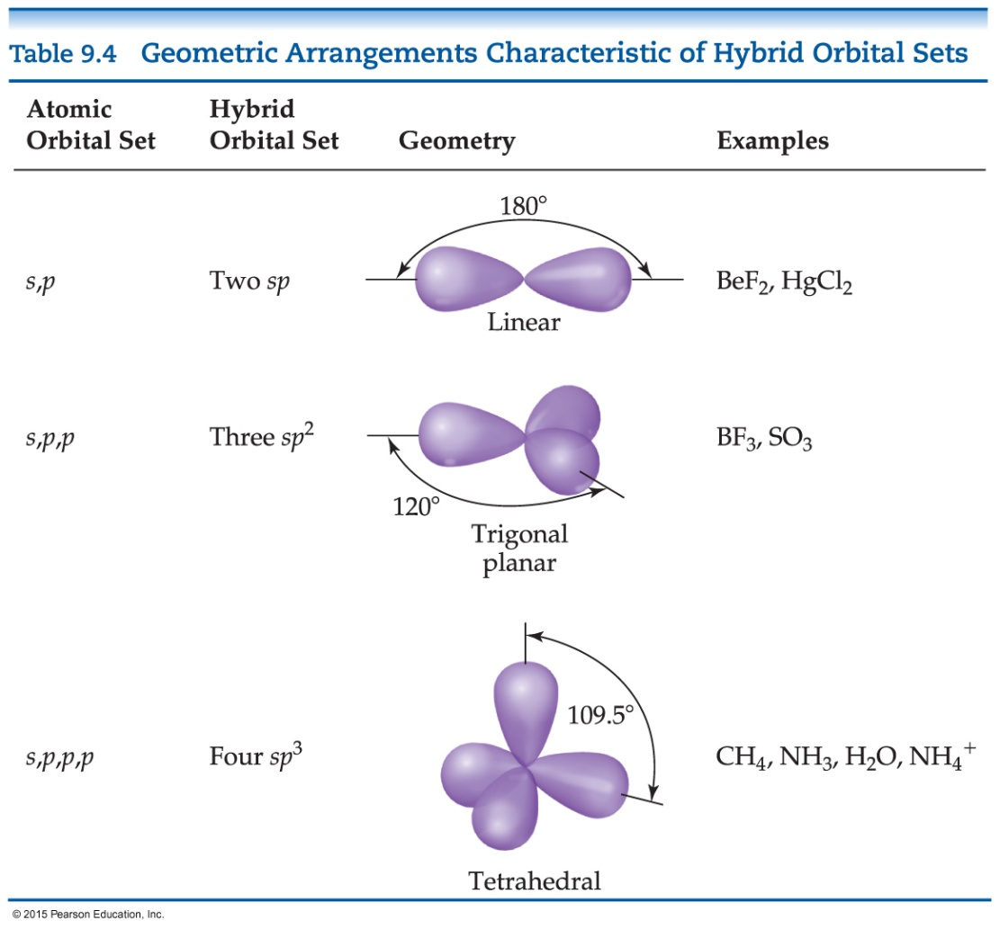 Table 9.4 Geometric Arrangements Characteristic of Hybrid Orbital Sets
Atomic Orbital Set
Hybrid Orbital Set
Geometry
Examples
s,p
Two sp
180°
Linear
BeF₂, HgCl₂
s,p,p
Three sp²
120°
Trigonal
planar
BF₃, SO₃
s,p,p,p
Four sp³
109.5°
Tetrahedral
CH₄, NH₃, H₂O, NH₄⁺
© 2015 Pearson Education, Inc.